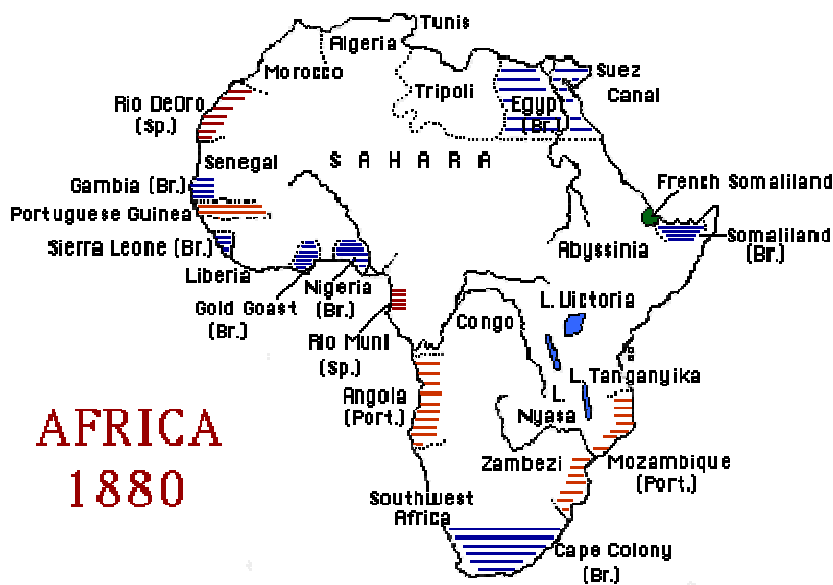 Tunis
Algeria
Morocco
Suez
Canal
Tripoli
Egypt
(Br.)
Rio DeOro
(Sp.)
Senegal
S A H A R A
Gambia (Br.)
French Somaliland
Portuguese Guinea
Sierra Leone (Br.)
Abyssinia
Somaliland
(Br.)
Liberia
Gold Goast
(Br.)
Nigeria
(Br.)
L. Victoria
Congo
Rio Muni
(Sp.)
L. Tanganyika
Angola
(Port.)
L.
Nyasa
AFRICA
1880
Zambezi
Mozambique
(Port.)
Southwest
Africa
Cape Colony
(Br.)